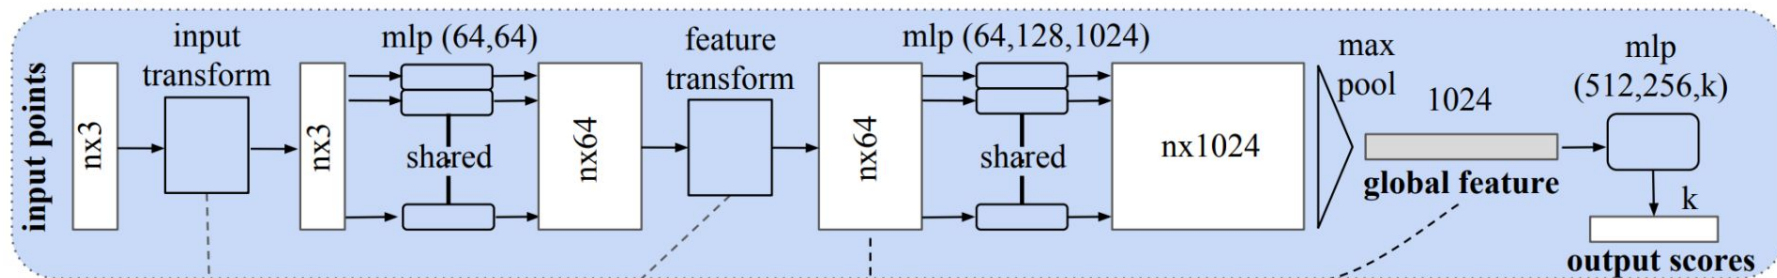 input points
nx3
input
transform
nx3
mlp (64,64)
shared
nx64
feature
transform
nx64
mlp (64,128,1024)
shared
nx1024
max
pool
1024
global feature
mlp
(512,256,k)
k
output scores